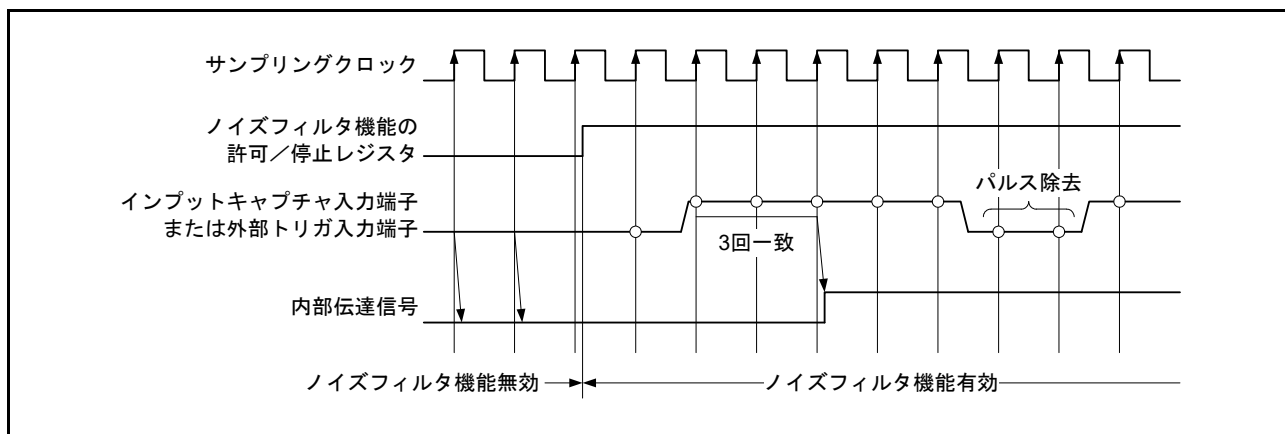 サンプリングクロック
ノイズフィルタ機能の
許可／停止レジスタ
インプットキャプチャ入力端子
または外部トリガ入力端子
パルス除去
3回一致
内部伝達信号
ノイズフィルタ機能無効
ノイズフィルタ機能有効